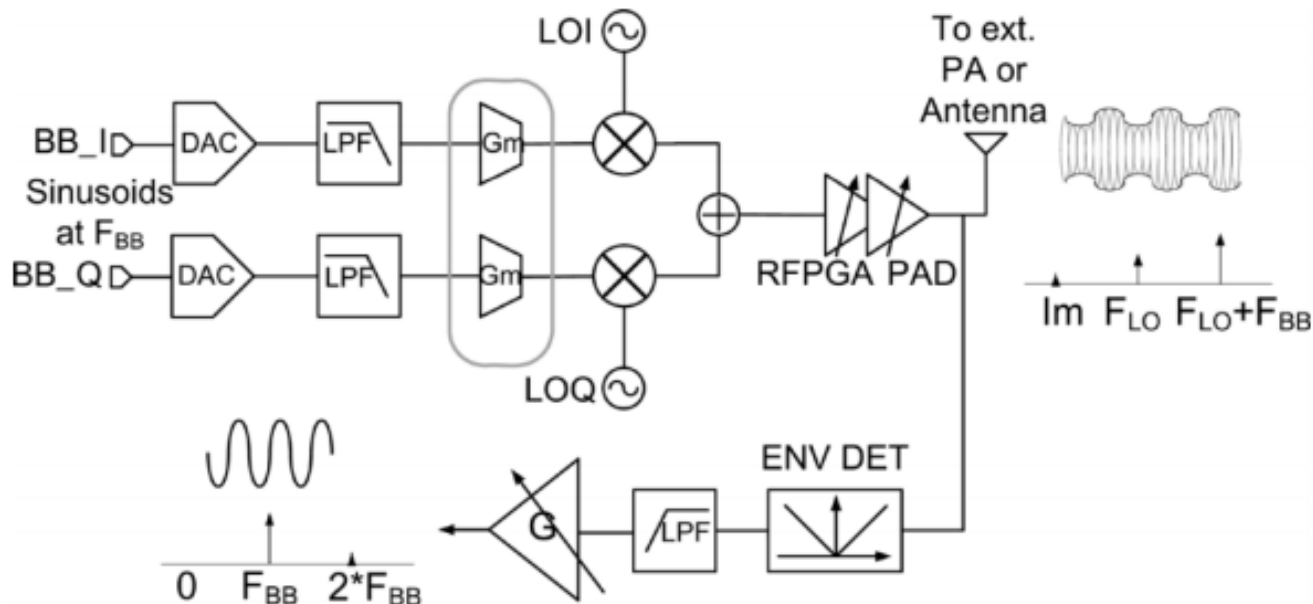 LOI
To ext.
PA or
Antenna
BB_I
DAC
LPF
Gm
Sinusoids
at FBB
BB_Q
DAC
LPF
Gm
RFPGA PAD
Im FLO FLO+FBB
LOQ
ENV DET
G
LPF
0 FBB 2*FBB